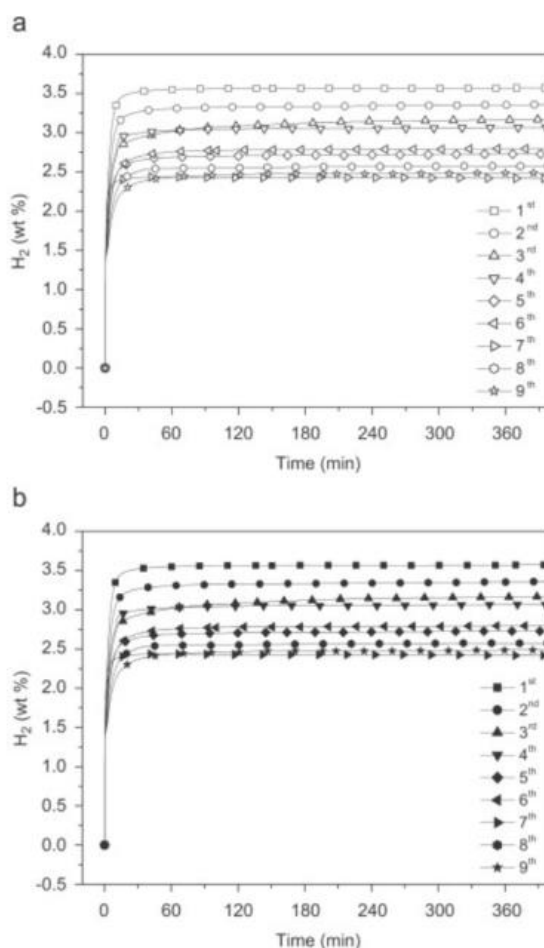 a
4.0
3.5
3.0
2.5
2.0
1.5
1.0
0.5
0.0
-0.5
H₂ (wt %)
1ˢᵗ
2ⁿᵈ
3ʳᵈ
4ᵗʰ
5ᵗʰ
6ᵗʰ
7ᵗʰ
8ᵗʰ
9ᵗʰ
0 60 120 180 240 300 360
Time (min)
b
4.0
3.5
3.0
2.5
2.0
1.5
1.0
0.5
0.0
-0.5
H₂ (wt %)
1ˢᵗ
2ⁿᵈ
3ʳᵈ
4ᵗʰ
5ᵗʰ
6ᵗʰ
7ᵗʰ
8ᵗʰ
9ᵗʰ
0 60 120 180 240 300 360
Time (min)